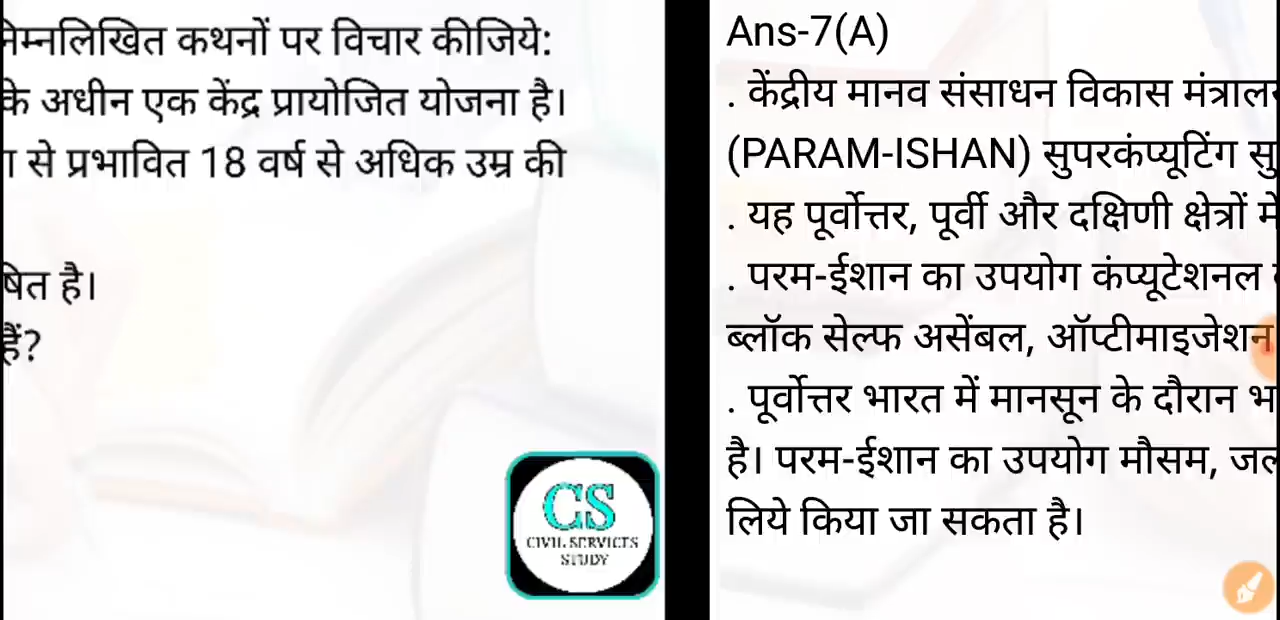 निम्नलिखित कथनों पर विचार कीजिये:
के अधीन एक केंद्र प्रायोजित योजना है।
से प्रभावित 18 वर्ष से अधिक उम्र की
है।
हैं?
CS
CIVIL SERVICES
STUDY
Ans-7(A)
. केंद्रीय मानव संसाधन विकास
(PARAM-ISHAN) सुपरकंप्यूटिंग
. यह पूर्वोत्तर, पूर्वी और दक्षिणी क्षेत्रों
. परम-ईशान का उपयोग कंप्यूटेशनल
ब्लॉक सेल्फ असेंबल, ऑप्टीमाइजेशन
. पूर्वोत्तर भारत में मानसून के दौरान
है। परम-ईशान का उपयोग मौसम,
लिये किया जा सकता है।